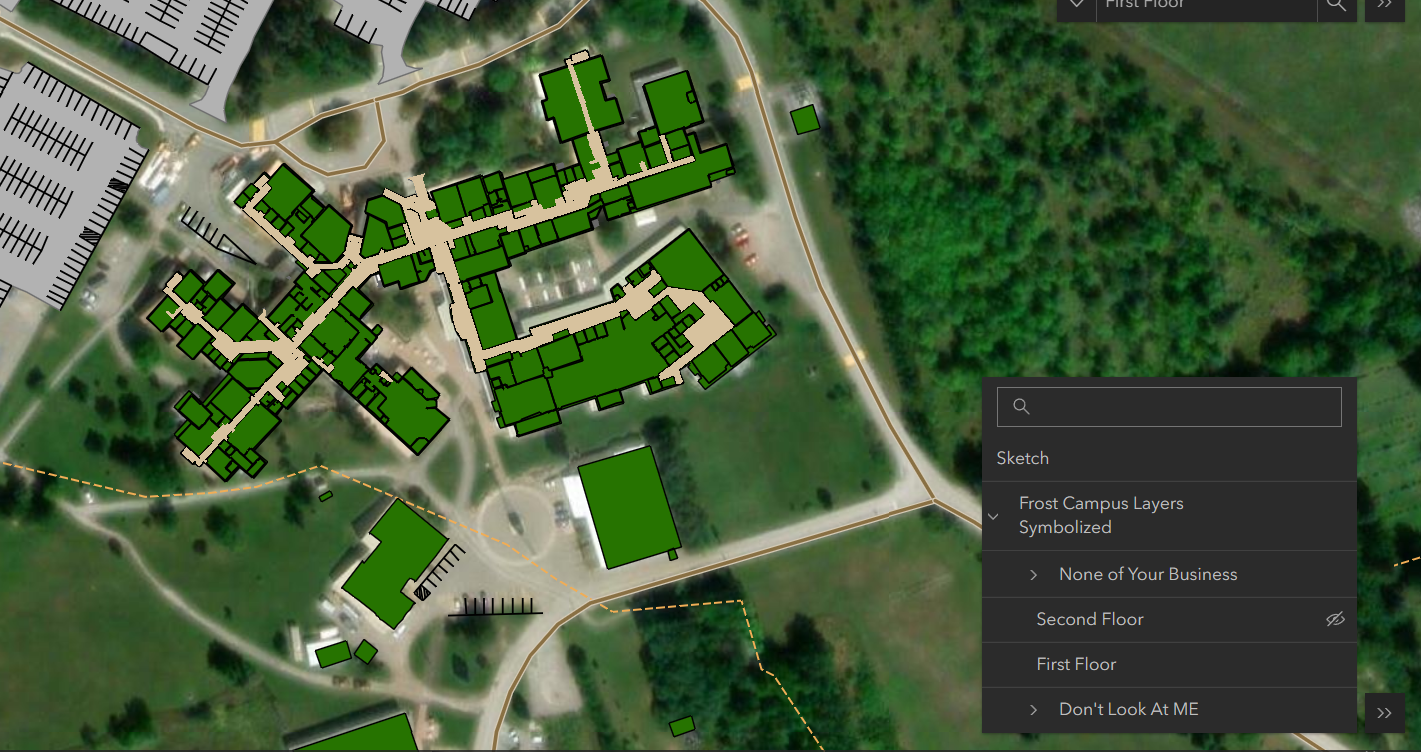 First Floor
Sketch
Frost Campus Layers
Symbolized
None of Your Business
Second Floor
First Floor
Don't Look At ME